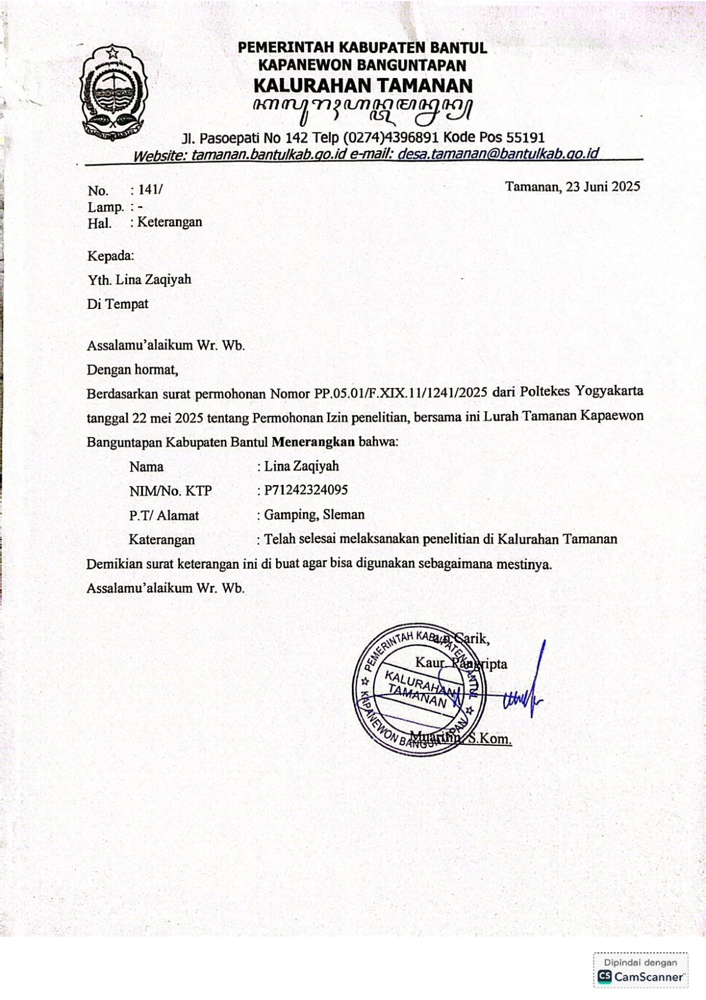 PEMERINTAH KABUPATEN BANTUL
KAPANEWON BANGUNTAPAN
KALURAHAN TAMANAN
Jl. Pasoepati No 142 Telp (0274)4396891 Kode Pos 55191
Website: tamanan.bantulkab.go.id e-mail: desa.tamanan@bantulkab.go.id
Tamanan, 23 Juni 2025
No. : 141/
Lamp. : -
Hal. : Keterangan
Kepada:
Yth. Lina Zaqiyah
Di Tempat
Assalamu’alaikum Wr. Wb.
Dengan hormat,
Berdasarkan surat permohonan Nomor PP.05.01/F.XIX.11/1241/2025 dari Poltekes Yogyakarta
tanggal 22 mei 2025 tentang Permohonan Izin penelitian, bersama ini Lurah Tamanan Kapaewon
Banguntapan Kabupaten Bantul Menerangkan bahwa:
Nama : Lina Zaqiyah
NIM/No. KTP : P71242324095
P.T/ Alamat : Gamping, Sleman
Katerangan : Telah selesai melaksanakan penelitian di Kalurahan Tamanan
Demikian surat keterangan ini di buat agar bisa digunakan sebagaimana mestinya.
Assalamu’alaikum Wr. Wb.
a.n Carik,
Kaur Pangripta
PEMERINTAH KABUPATEN BANTUL
KALURAHAN
TAMANAN
KAPANEWON BANGUNTAPAN
Muarifin, S.Kom.
Dipindai dengan
CS CamScanner